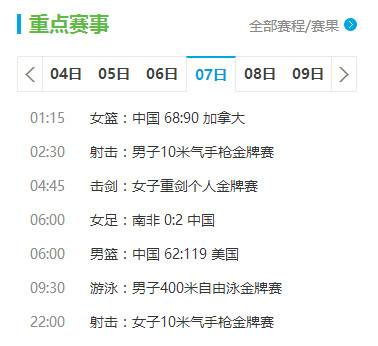 重点赛事
全部赛程/赛果
04日 05日 06日 07日 08日 09日
01:15 女篮：中国 68:90 加拿大
02:30 射击：男子10米气手枪金牌赛
04:45 击剑：女子重剑个人金牌赛
06:00 女足：南非 0:2 中国
06:00 男篮：中国 62:119 美国
09:30 游泳：男子400米自由泳金牌赛
22:00 射击：女子10米气手枪金牌赛